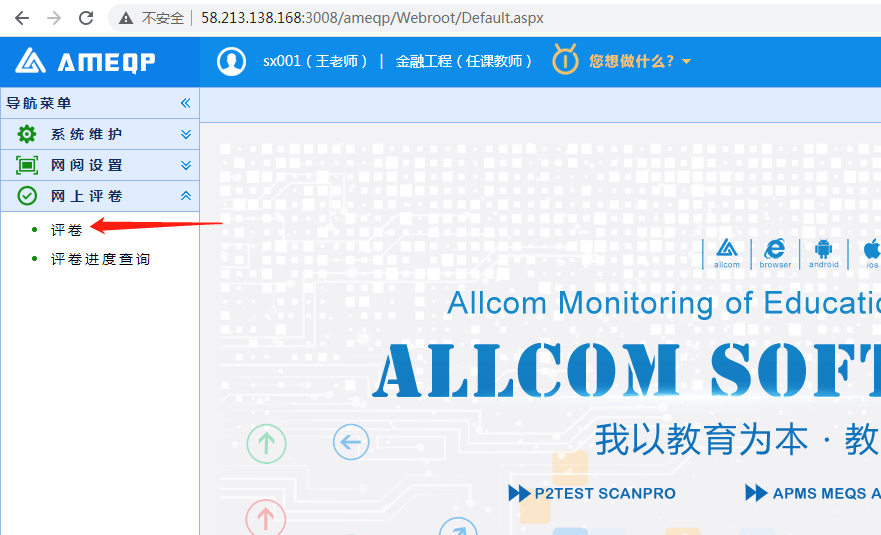 不安全 | 58.213.138.168:3008/ameqp/Webroot/Default.aspx
AMEQP
sx001（王老师） | 金融工程（任课教师）
您想做什么？
导航菜单
系统维护
网阅设置
网上评卷
评卷
评卷进度查询
allcom browser android ios
Allcom Monitoring of Educatio
ALLCOM SOFT
我以教育为本 · 教
P2TEST SCANPRO
APMS MEQS A